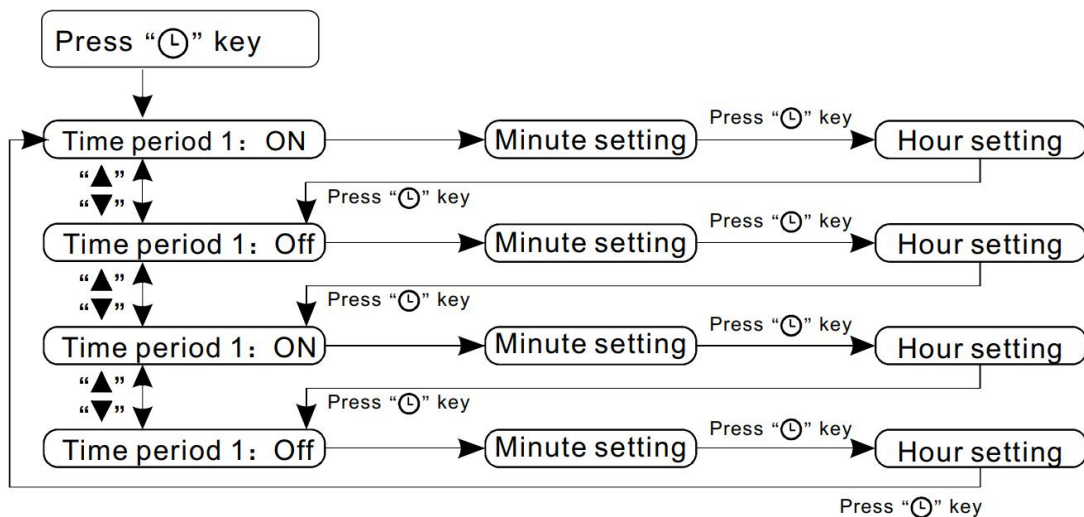 Press “🕒” key
Time period 1: ON
Minute setting
Press “🕒” key
Hour setting
“▲”
“▼”
Press “🕒” key
Time period 1: Off
Minute setting
Press “🕒” key
Hour setting
“▲”
“▼”
Press “🕒” key
Time period 1: ON
Minute setting
Press “🕒” key
Hour setting
“▲”
“▼”
Press “🕒” key
Time period 1: Off
Minute setting
Press “🕒” key
Hour setting
Press “🕒” key